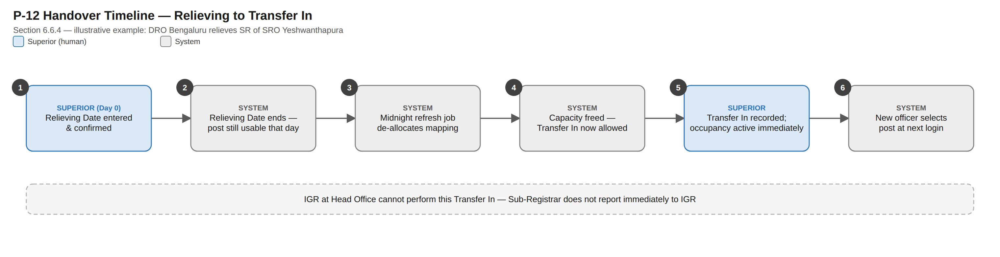 P-12 Handover Timeline — Relieving to Transfer In
Section 6.6.4 — illustrative example: DRO Bengaluru relieves SR of SRO Yeshwanthapura
Superior (human)
System
1
SUPERIOR (Day 0)
Relieving Date entered
& confirmed
2
SYSTEM
Relieving Date ends —
post still usable that day
3
SYSTEM
Midnight refresh job
de-allocates mapping
4
SYSTEM
Capacity freed —
Transfer In now allowed
5
SUPERIOR
Transfer In recorded;
occupancy active immediately
6
SYSTEM
New officer selects
post at next login
IGR at Head Office cannot perform this Transfer In — Sub-Registrar does not report immediately to IGR